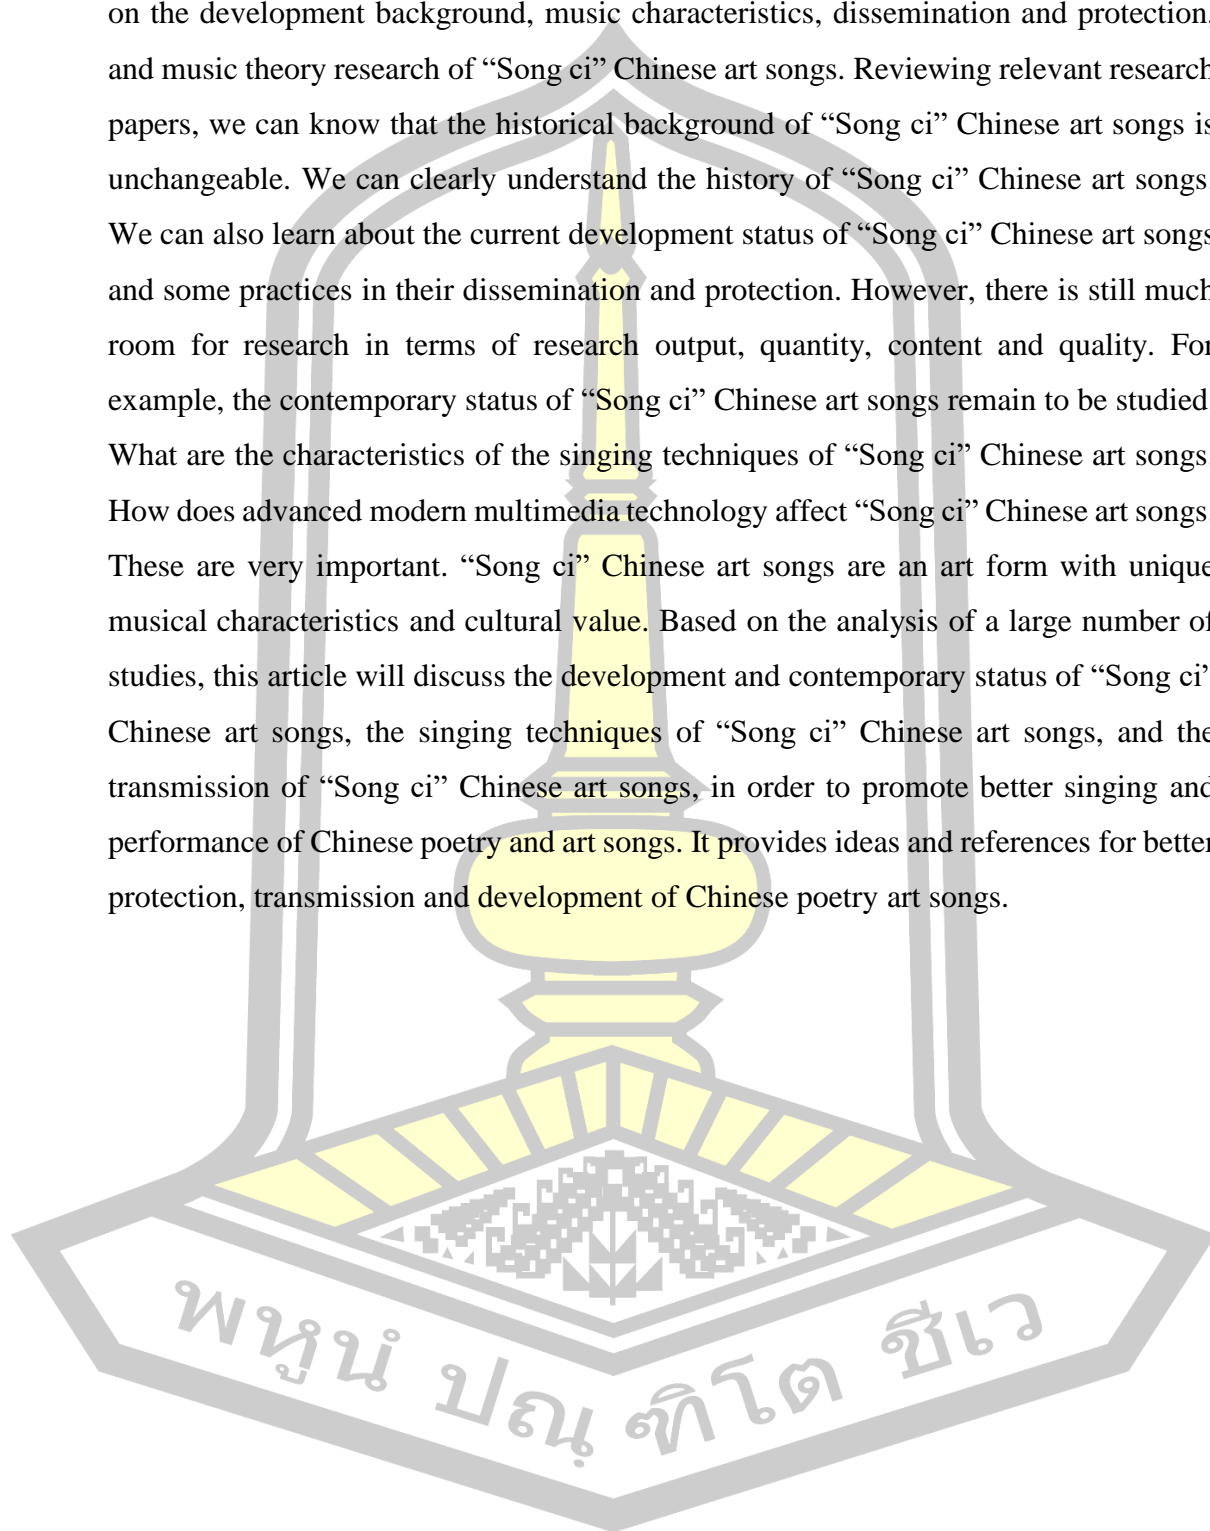 on the development background, music characteristics, dissemination and protection,
and music theory research of “Song ci” Chinese art songs. Reviewing relevant research
papers, we can know that the historical background of “Song ci” Chinese art songs is
unchangeable. We can clearly understand the history of “Song ci” Chinese art songs.
We can also learn about the current development status of “Song ci” Chinese art songs
and some practices in their dissemination and protection. However, there is still much
room for research in terms of research output, quantity, content and quality. For
example, the contemporary status of “Song ci” Chinese art songs remain to be studied.
What are the characteristics of the singing techniques of “Song ci” Chinese art songs.
How does advanced modern multimedia technology affect “Song ci” Chinese art songs.
These are very important. “Song ci” Chinese art songs are an art form with unique
musical characteristics and cultural value. Based on the analysis of a large number of
studies, this article will discuss the development and contemporary status of “Song ci”
Chinese art songs, the singing techniques of “Song ci” Chinese art songs, and the
transmission of “Song ci” Chinese art songs, in order to promote better singing and
performance of Chinese poetry and art songs. It provides ideas and references for better
protection, transmission and development of Chinese poetry art songs.
พหูนํ ปณฺฑิโต ชีเว